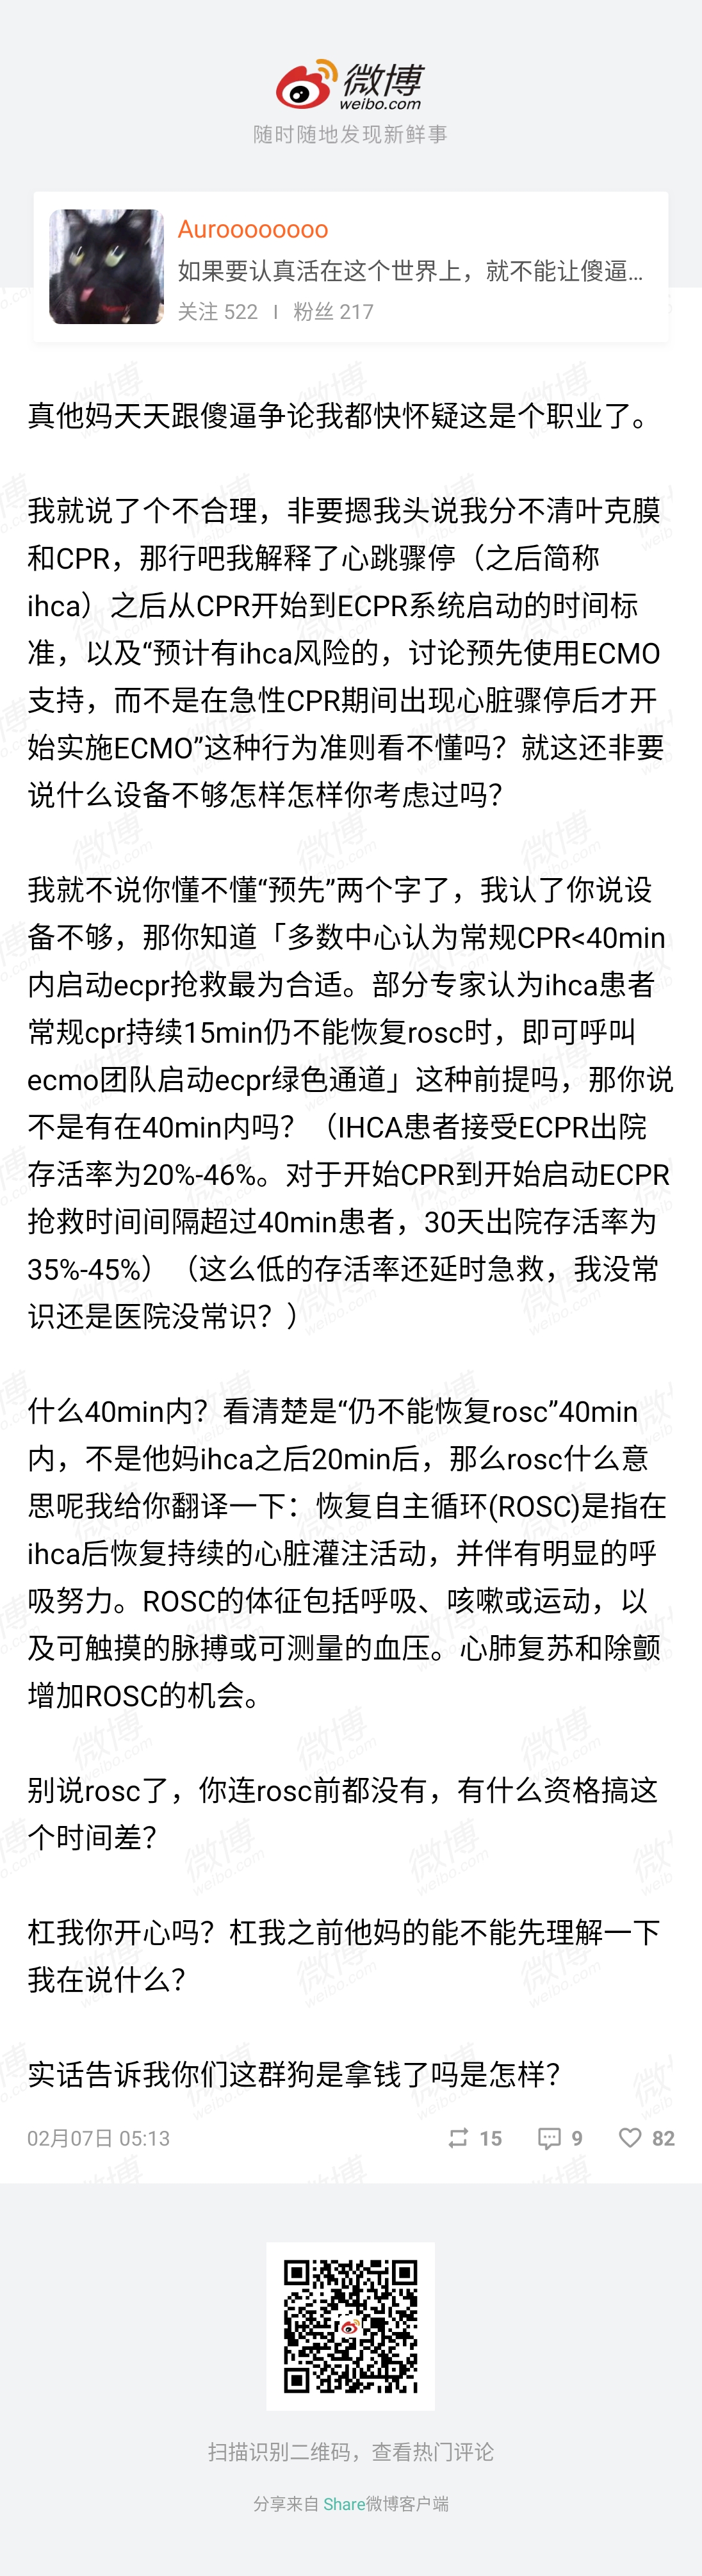 微博
weibo.com
随时随地发现新鲜事
Auroooooooo
如果要认真活在这个世界上，就不能让傻逼...
关注 522 | 粉丝 217
真他妈天天跟傻逼争论我都快怀疑这是个职业了。
我就说了个不合理，非要摁我头说我分不清叶克膜
和CPR，那行吧我解释了心跳骤停（之后简称
ihca）之后从CPR开始到ECPR系统启动的时间标
准，以及“预计有ihca风险的，讨论预先使用ECMO
支持，而不是在急性CPR期间出现心脏骤停后才开
始实施ECMO”这种行为准则看不懂吗？就这还非要
说什么设备不够怎样怎样你考虑过吗？
我就不说你懂不懂“预先”两个字了，我认了你说设
备不够，那你知道「多数中心认为常规CPR<40min
内启动ecpr抢救最为合适。部分专家认为ihca患者
常规cpr持续15min仍不能恢复rosc时，即可呼叫
ecmo团队启动ecpr绿色通道」这种前提吗，那你说
不是有在40min内吗？（IHCA患者接受ECPR出院
存活率为20%-46%。对于开始CPR到开始启动ECPR
抢救时间间隔超过40min患者，30天出院存活率为
35%-45%）（这么低的存活率还延时急救，我没常
识还是医院没常识？）
什么40min内？看清楚是“仍不能恢复rosc”40min
内，不是他妈ihca之后20min后，那么rosc什么意
思呢我给你翻译一下：恢复自主循环(ROSC)是指在
ihca后恢复持续的心脏灌注活动，并伴有明显的呼
吸努力。ROSC的体征包括呼吸、咳嗽或运动，以
及可触摸的脉搏或可测量的血压。心肺复苏和除颤
增加ROSC的机会。
别说rosc了，你连rosc前都没有，有什么资格搞这
个时间差？
杠我你开心吗？杠我之前他妈的能不能先理解一下
我在说什么？
实话告诉我你们这群狗是拿钱了吗是怎样？
02月07日 05:13 15 9 82
扫描识别二维码，查看热门评论
分享来自 Share微博客户端